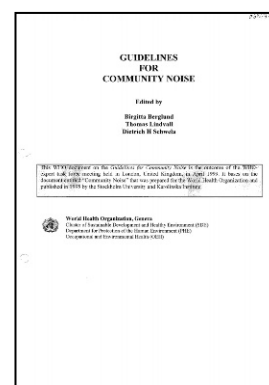 GUIDELINES
FOR
COMMUNITY NOISE
Edited by
Birgitta Berglund
Thomas Lindvall
Dietrich H Schwela
This WHO document on the Guidelines for Community Noise is the outcome of the WHO-
expert task force meeting held in London, United Kingdom, in April 1999. It bases on the
document entitled "Community Noise" that was prepared for the World Health Organization and
published in 1995 by the Stockholm University and Karolinska Institute.
World Health Organization, Geneva
Cluster of Sustainable Development and Healthy Environment (SDE)
Department for Protection of the Human Environment (PHE)
Occupational and Environmental Health (OEH)